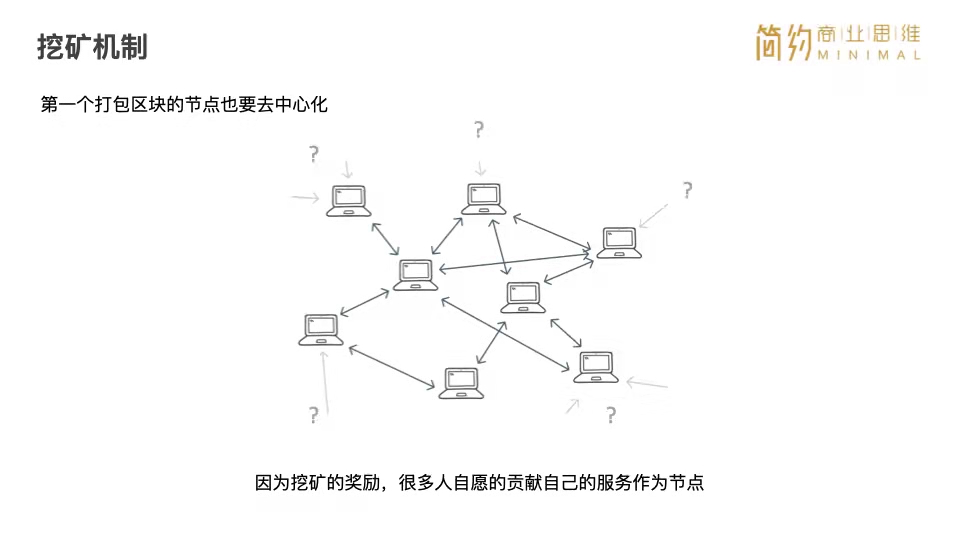 挖矿机制
简约商业思维
MINIMAL
第一个打包区块的节点也要去中心化
?
?
?
?
?
因为挖矿的奖励，很多人自愿的贡献自己的服务作为节点